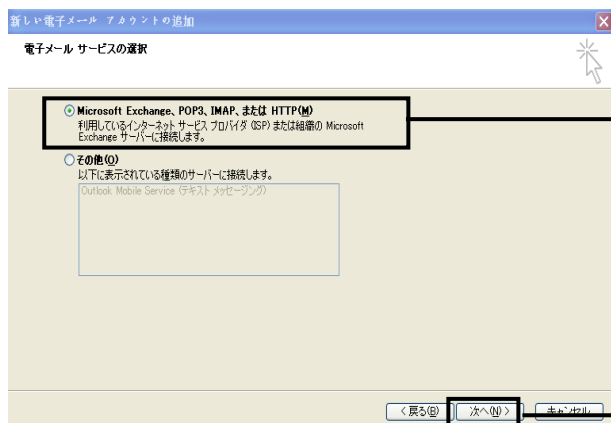 新しい電子メール アカウントの追加
電子メール サービスの選択
Microsoft Exchange、POP3、IMAP、または HTTP(M)
利用しているインターネット サービス プロバイダ (ISP) または組織の Microsoft
Exchange サーバーに接続します。
その他(O)
以下に表示されている種類のサーバーに接続します。
Outlook Mobile Service (テキスト メッセージング)
< 戻る(B)
次へ(N) >
キャンセル